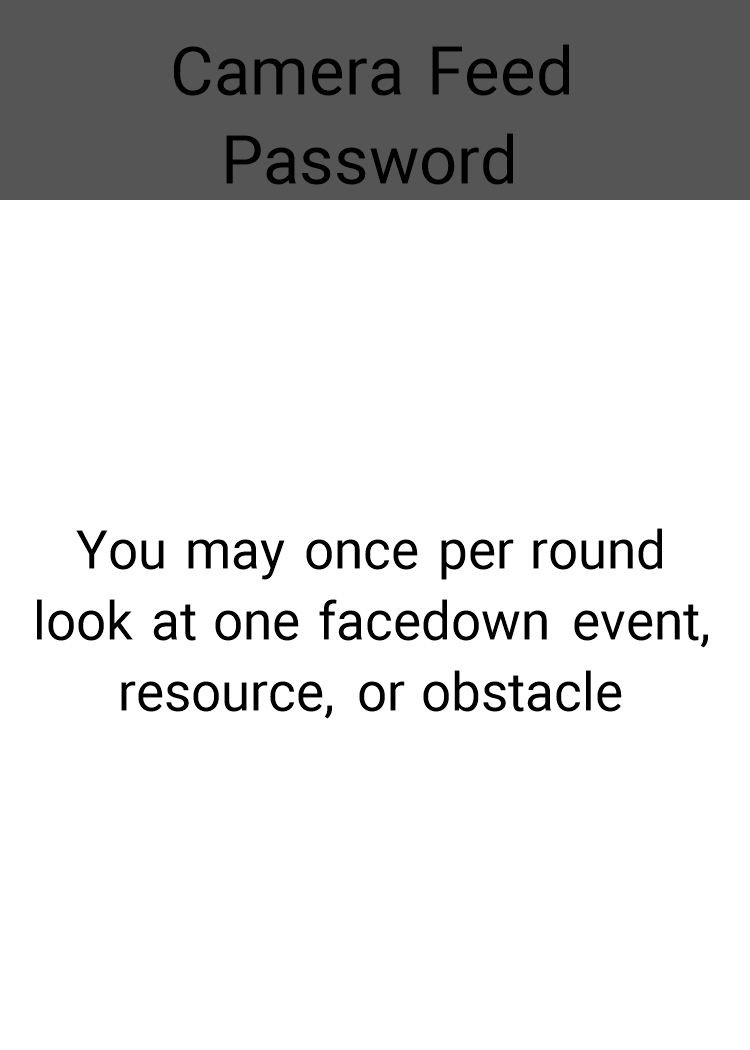 Camera Feed
Password
You may once per round
look at one facedown event,
resource, or obstacle